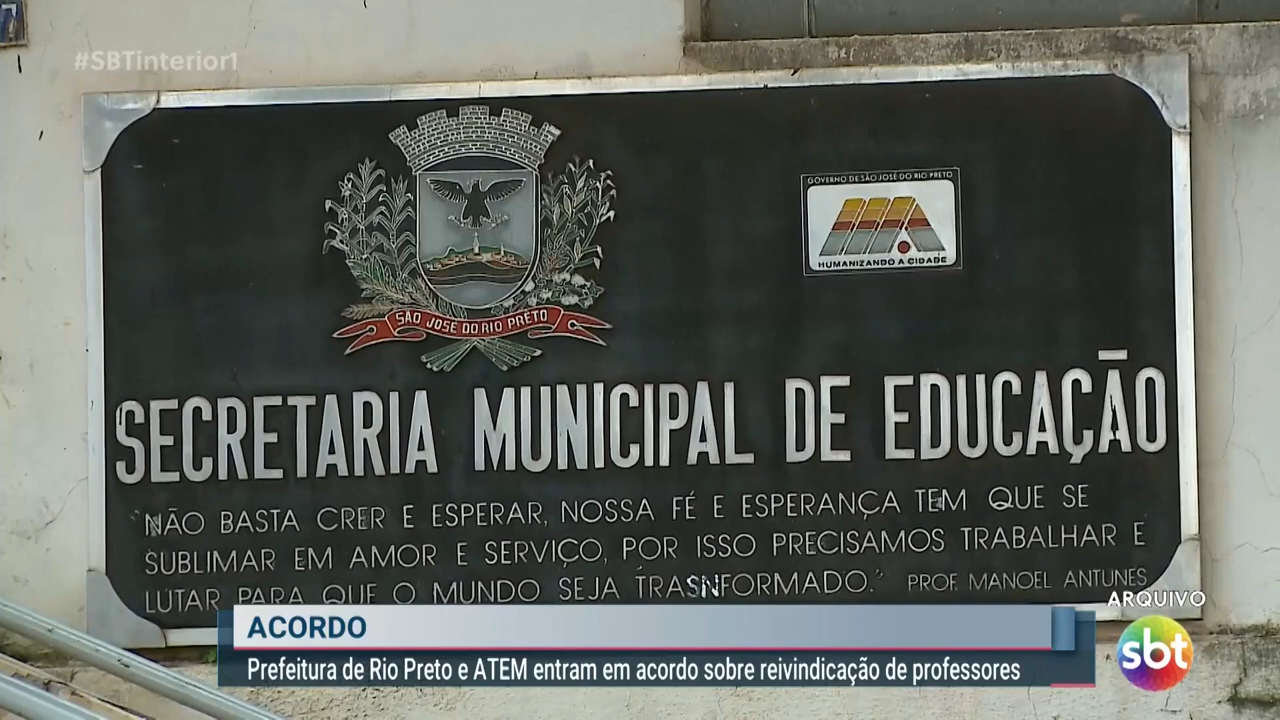 #SBTinterior1
GOVERNO DE SÃO JOSÉ DO RIO PRETO
HUMANIZANDO A CIDADE
SÃO JOSÉ DO RIO PRÊTO
SECRETARIA MUNICIPAL DE EDUCAÇÃO
"NÃO BASTA CRER E ESPERAR, NOSSA FÉ E ESPERANÇA TEM QUE SE
SUBLIMAR EM AMOR E SERVIÇO, POR ISSO PRECISAMOS TRABALHAR E
LUTAR PARA QUE O MUNDO SEJA TRASNFORMADO." PROF. MANOEL ANTUNES
ARQUIVO
ACORDO
Prefeitura de Rio Preto e ATEM entram em acordo sobre reivindicação de professores
sbt